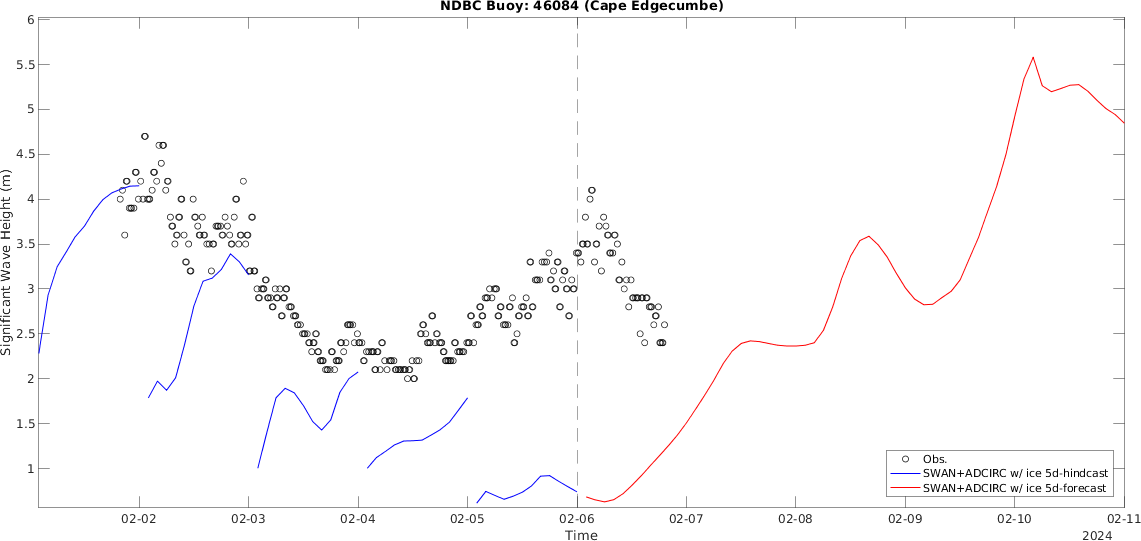 NDBC Buoy: 46084 (Cape Edgecumbe)
6
5.5
5
4.5
4
3.5
3
2.5
2
1.5
1
Significant Wave Height (m)
Obs.
SWAN+ADCIRC w/ ice 5d-hindcast
SWAN+ADCIRC w/ ice 5d-forecast
02-02 02-03 02-04 02-05 02-06 02-07 02-08 02-09 02-10 02-11
Time
2024